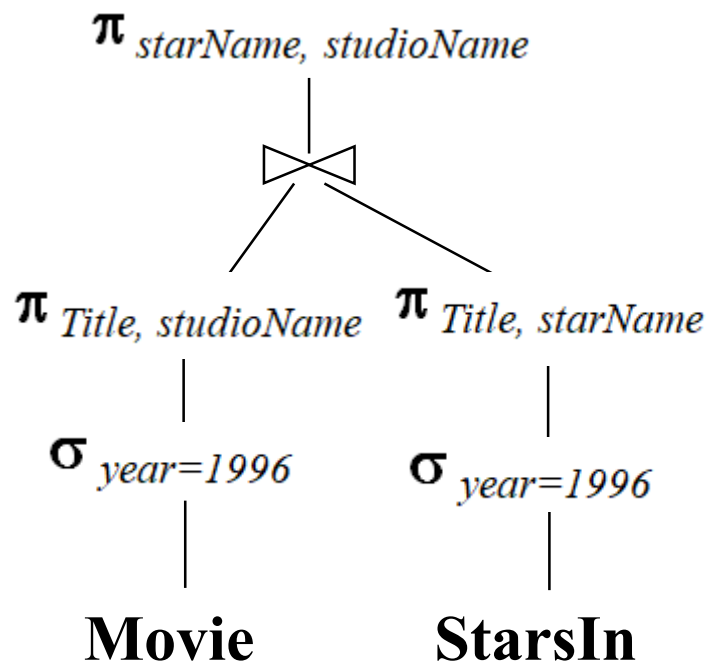 π starName, studioName
π Title, studioName
π Title, starName
σ year=1996
σ year=1996
Movie
StarsIn